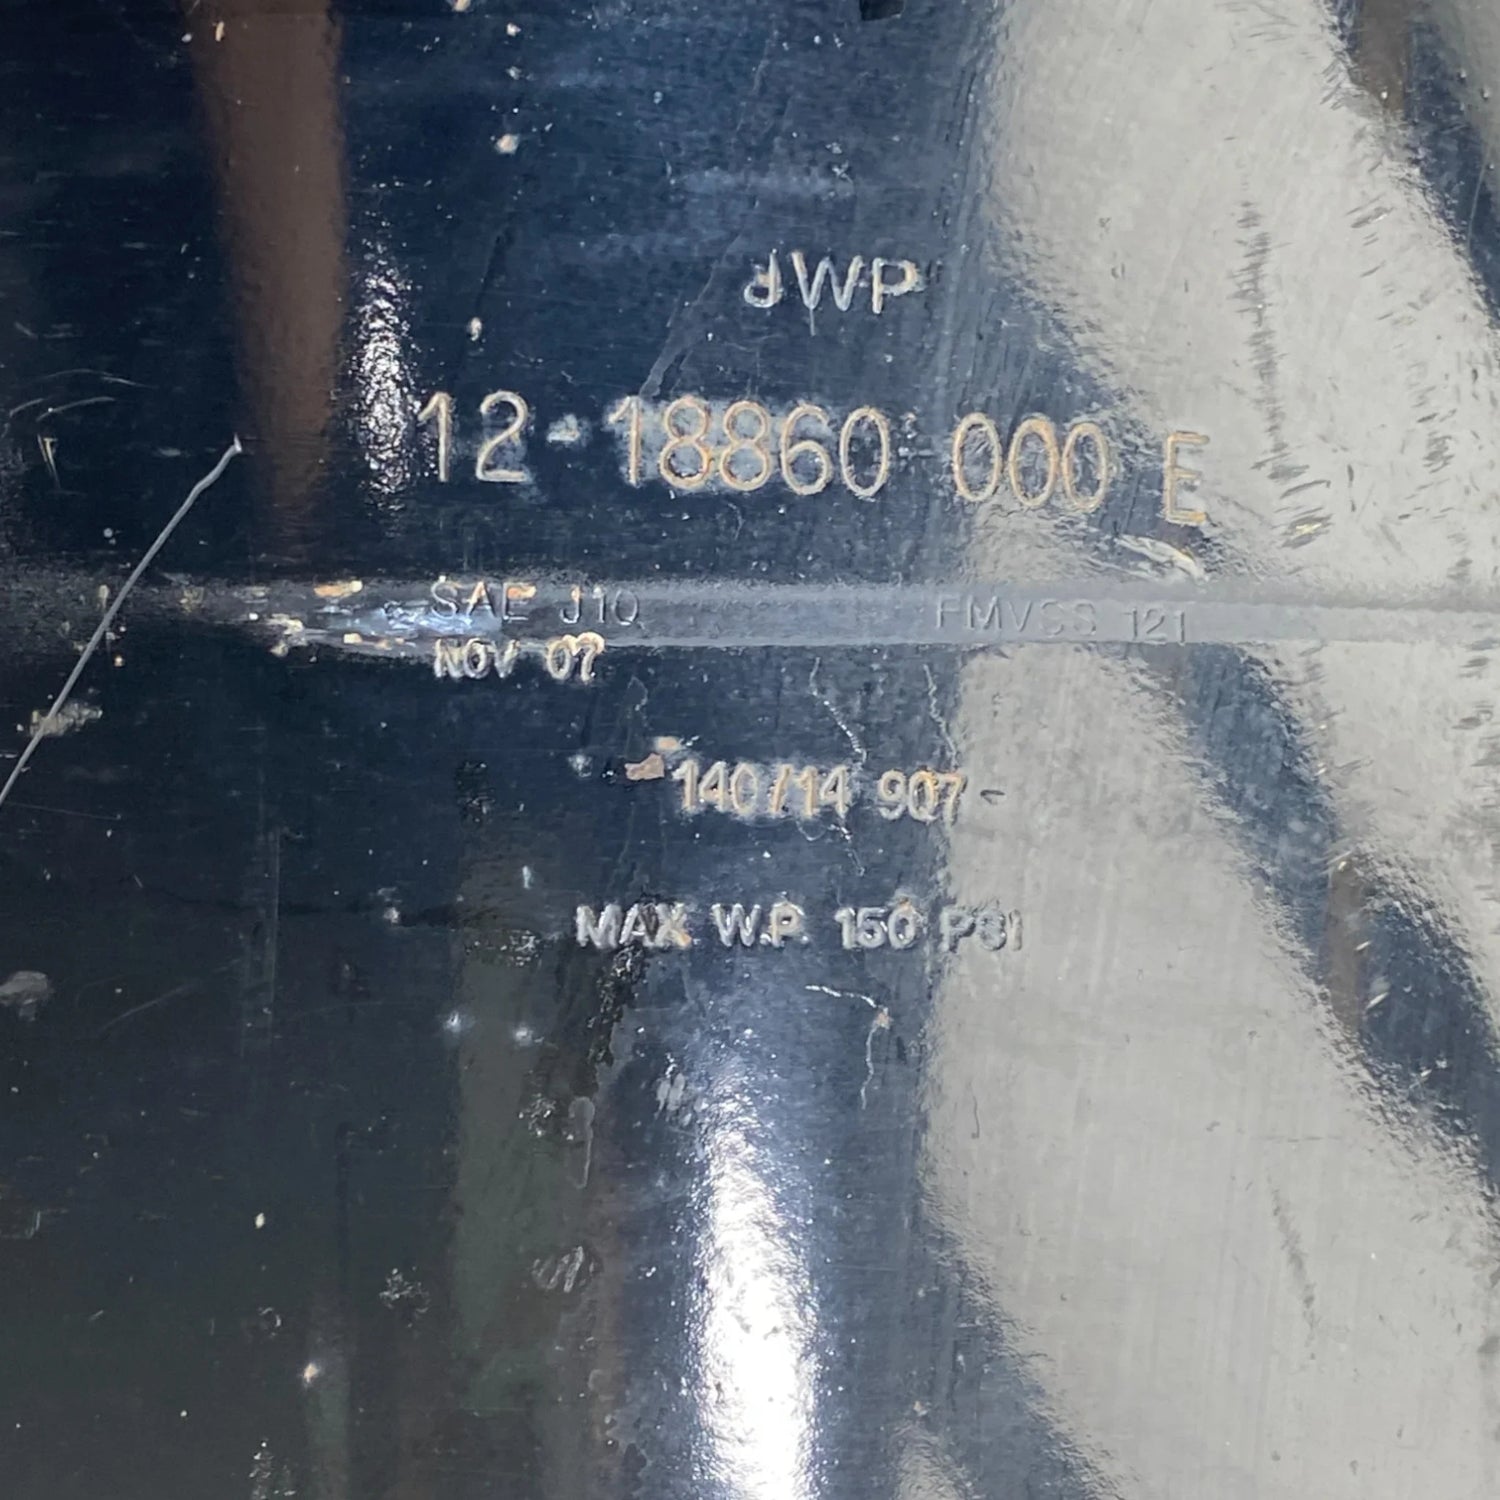 JWP
12-18860 000 E
SAE J10 FMVSS 121
NOV 07
140/14 907
MAX W.P. 150 PSI